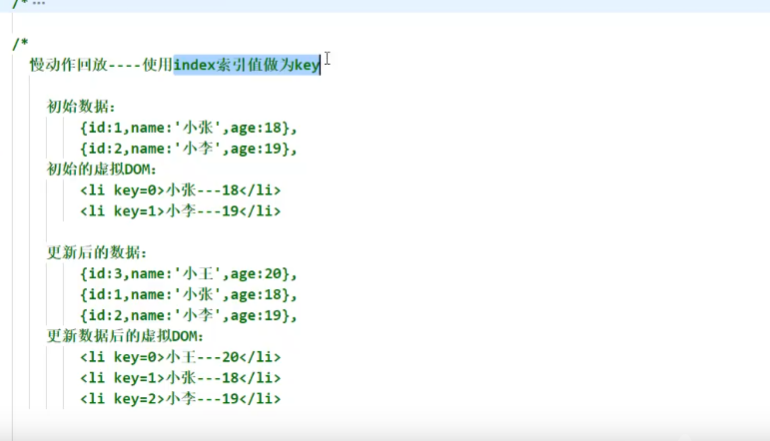 /*...
/*
慢动作回放----使用index索引值做为key
初始数据:
{id:1,name:'小张',age:18},
{id:2,name:'小李',age:19},
初始的虚拟DOM:
<li key=0>小张---18</li>
<li key=1>小李---19</li>
更新后的数据:
{id:3,name:'小王',age:20},
{id:1,name:'小张',age:18},
{id:2,name:'小李',age:19},
更新数据后的虚拟DOM:
<li key=0>小王---20</li>
<li key=1>小张---18</li>
<li key=2>小李---19</li>